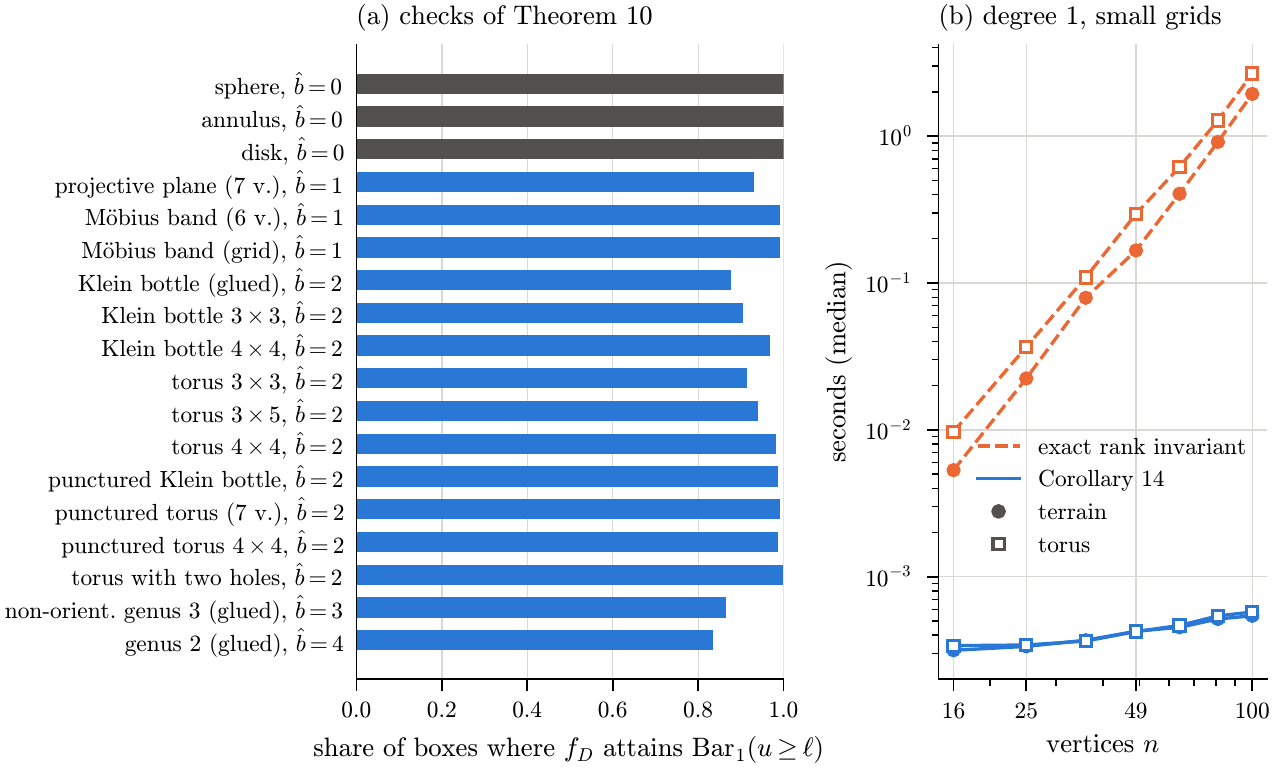 (a) checks of Theorem 10
sphere, b̂ = 0
annulus, b̂ = 0
disk, b̂ = 0
projective plane (7 v.), b̂ = 1
Möbius band (6 v.), b̂ = 1
Möbius band (grid), b̂ = 1
Klein bottle (glued), b̂ = 2
Klein bottle 3 × 3, b̂ = 2
Klein bottle 4 × 4, b̂ = 2
torus 3 × 3, b̂ = 2
torus 3 × 5, b̂ = 2
torus 4 × 4, b̂ = 2
punctured Klein bottle, b̂ = 2
punctured torus (7 v.), b̂ = 2
punctured torus 4 × 4, b̂ = 2
torus with two holes, b̂ = 2
non-orient. genus 3 (glued), b̂ = 3
genus 2 (glued), b̂ = 4
0.0 0.2 0.4 0.6 0.8 1.0
share of boxes where f_D attains Bar₁(u ≥ ℓ)
(b) degree 1, small grids
seconds (median)
10⁰
10⁻¹
10⁻²
10⁻³
exact rank invariant
Corollary 14
terrain
torus
16 25 49 100
vertices n